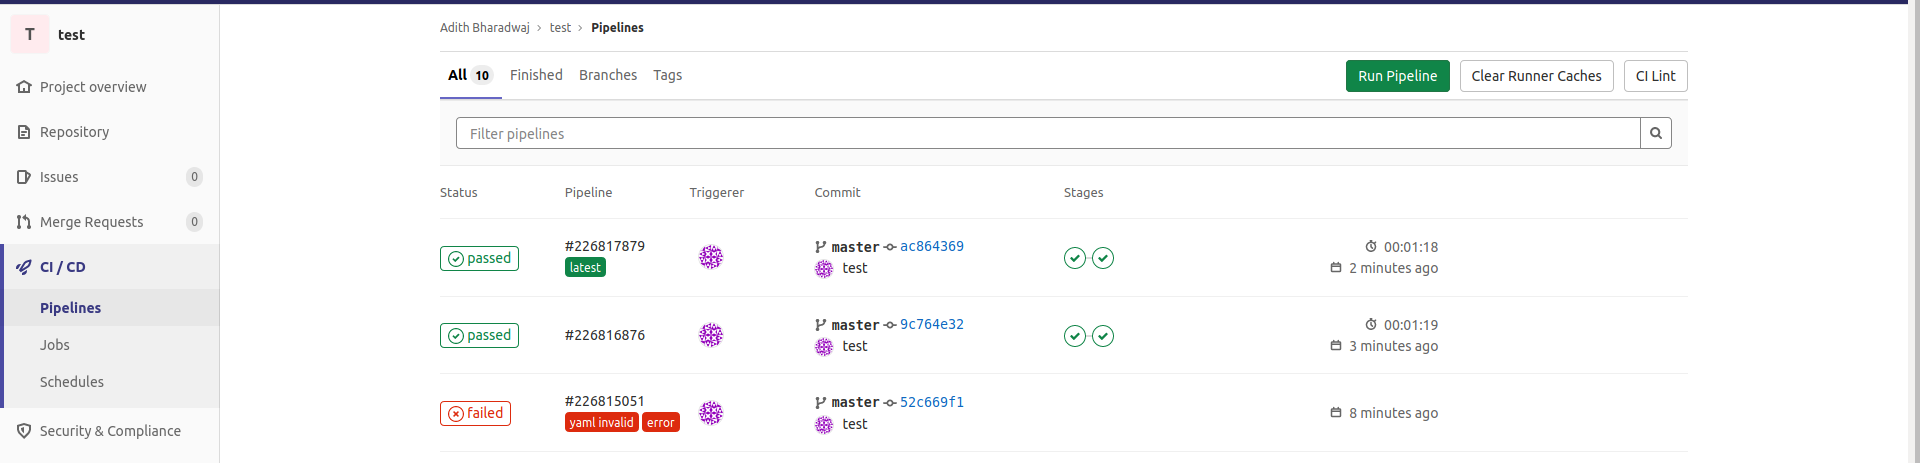 T test
Project overview
Repository
Issues 0
Merge Requests 0
CI / CD
Pipelines
Jobs
Schedules
Security & Compliance
Adith Bharadwaj › test › Pipelines
All 10 Finished Branches Tags Run Pipeline Clear Runner Caches CI Lint
Filter pipelines
Status Pipeline Triggerer Commit Stages
passed #226817879 latest master ac864369 test 00:01:18 2 minutes ago
passed #226816876 master 9c764e32 test 00:01:19 3 minutes ago
failed #226815051 yaml invalid error master 52c669f1 test 8 minutes ago